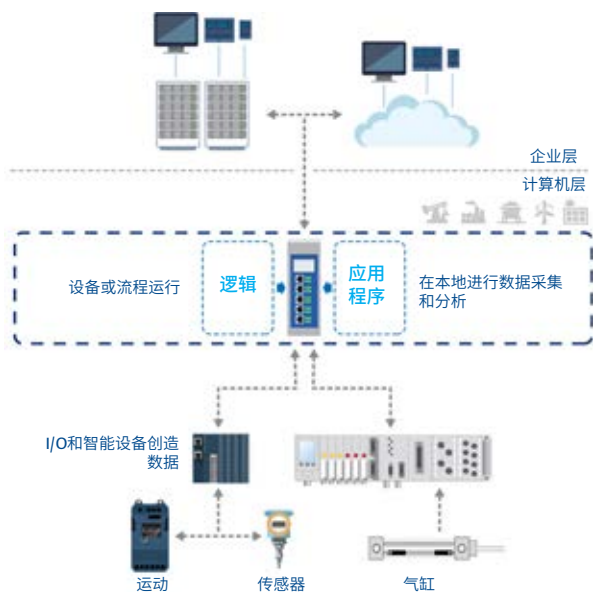 企业层
计算机层
设备或流程运行
逻辑
应用
程序
在本地进行数据采集
和分析
I/O和智能设备创造
数据
运动
传感器
气缸